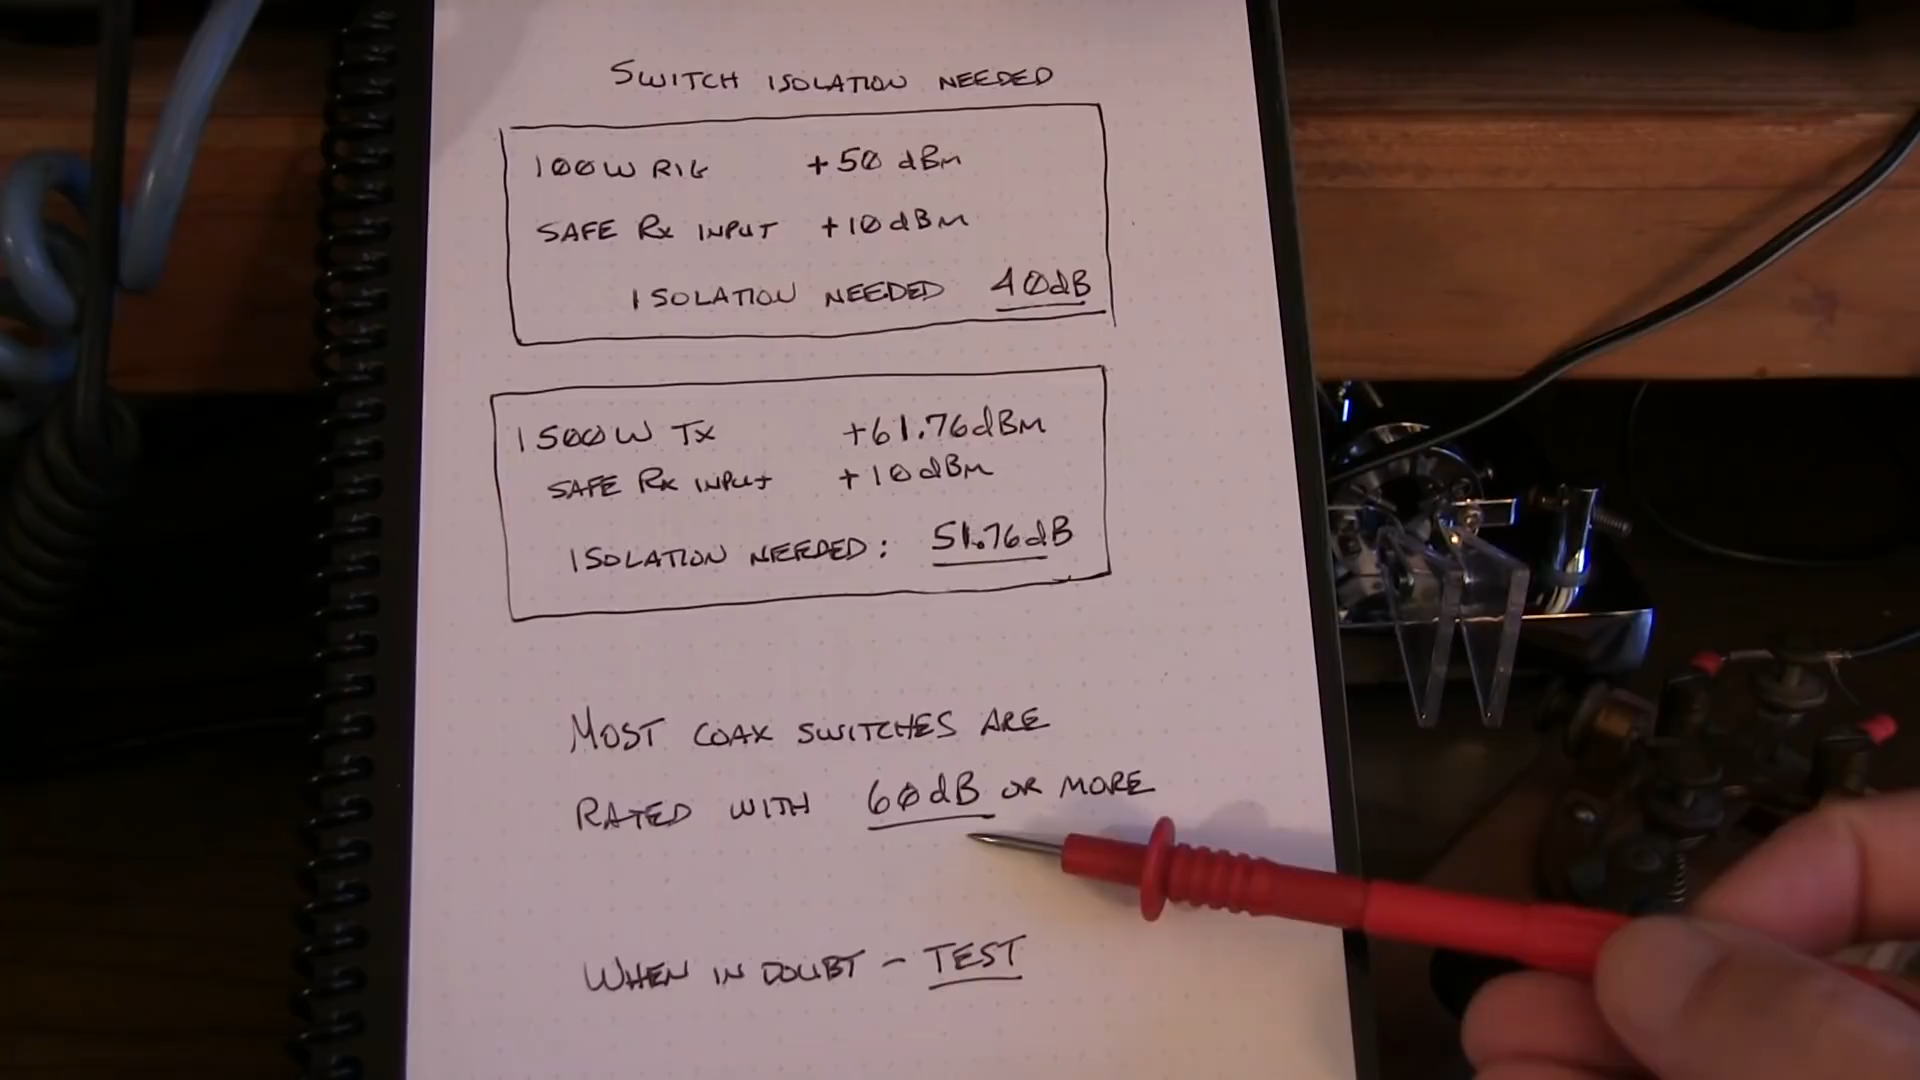 SWITCH ISOLATION NEEDED
100W RIG +50 dBm
SAFE Rx INPUT +10dBm
ISOLATION NEEDED 40dB
1500W Tx +61.76dBm
SAFE Rx INPUT +10dBm
ISOLATION NEEDED: 51.76dB
MOST COAX SWITCHES ARE
RATED WITH 60dB OR MORE
WHEN IN DOUBT - TEST